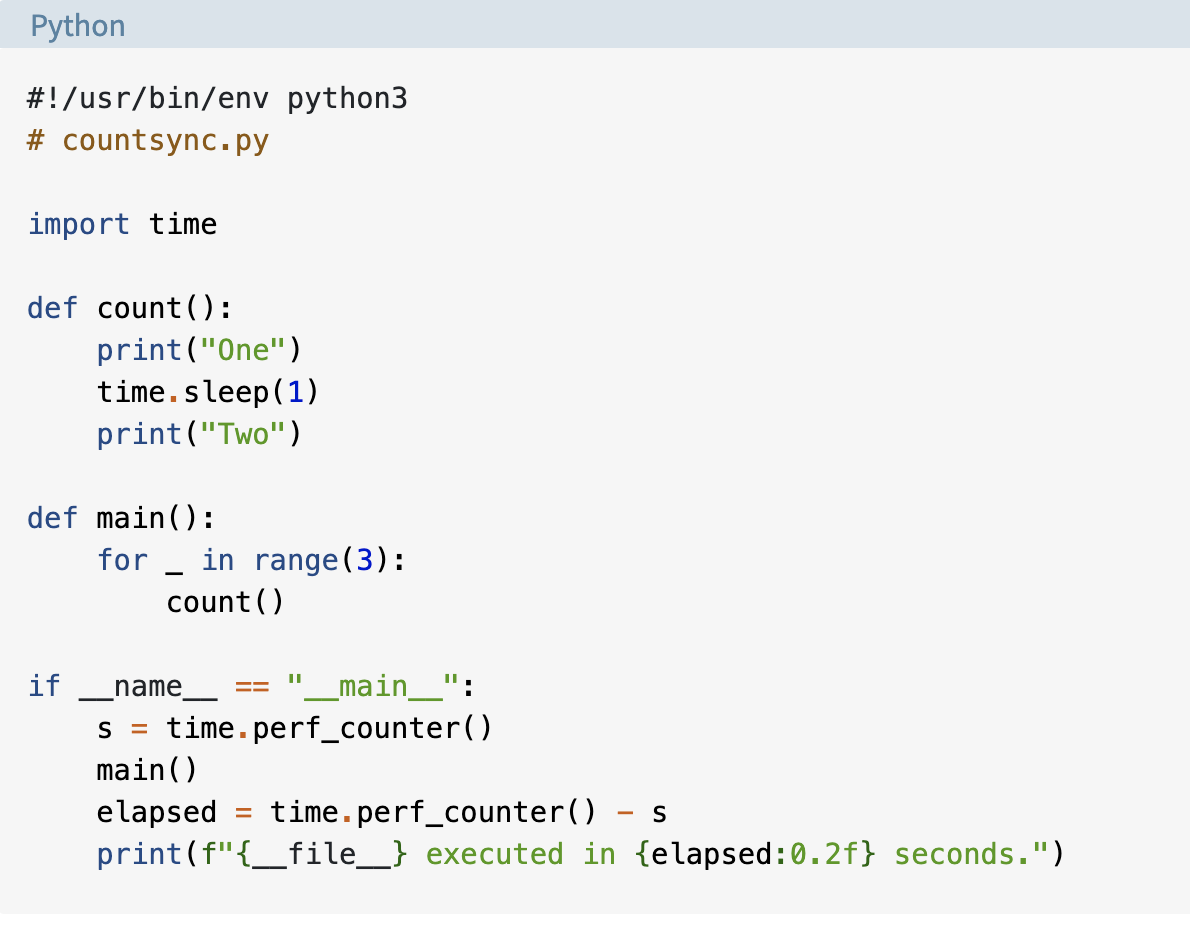 Python
#!/usr/bin/env python3
# countsync.py
import time
def count():
    print("One")
    time.sleep(1)
    print("Two")
def main():
    for _ in range(3):
        count()
if __name__ == "__main__":
    s = time.perf_counter()
    main()
    elapsed = time.perf_counter() - s
    print(f"{__file__} executed in {elapsed:0.2f} seconds.")